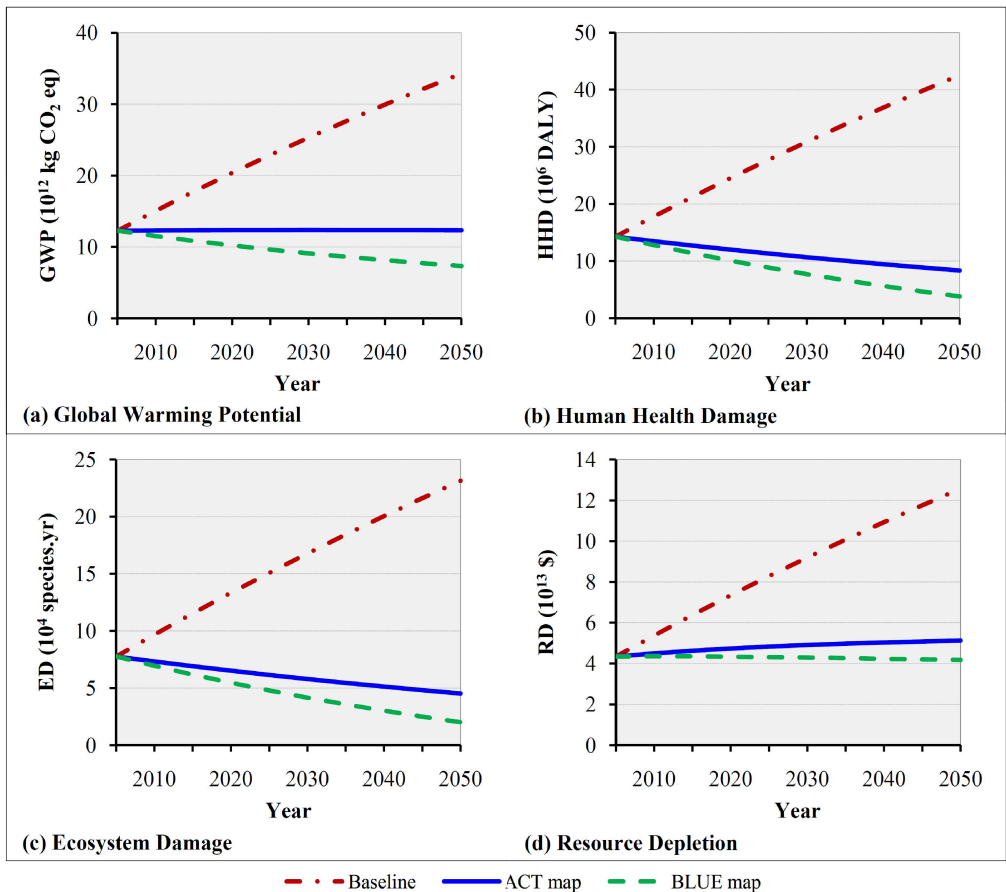 50
40
30
20
10
0
GWP (10¹² kg CO₂ eq)
2010 2020 2030 2040 2050
Year
(a) Global Warming Potential
50
40
30
20
10
0
HHD (10⁶ DALY)
2010 2020 2030 2040 2050
Year
(b) Human Health Damage
25
20
15
10
5
0
ED (10⁴ species.yr)
2010 2020 2030 2040 2050
Year
(c) Ecosystem Damage
14
12
10
8
6
4
2
0
RD (10¹³ $)
2010 2020 2030 2040 2050
Year
(d) Resource Depletion
Baseline ACT map BLUE map